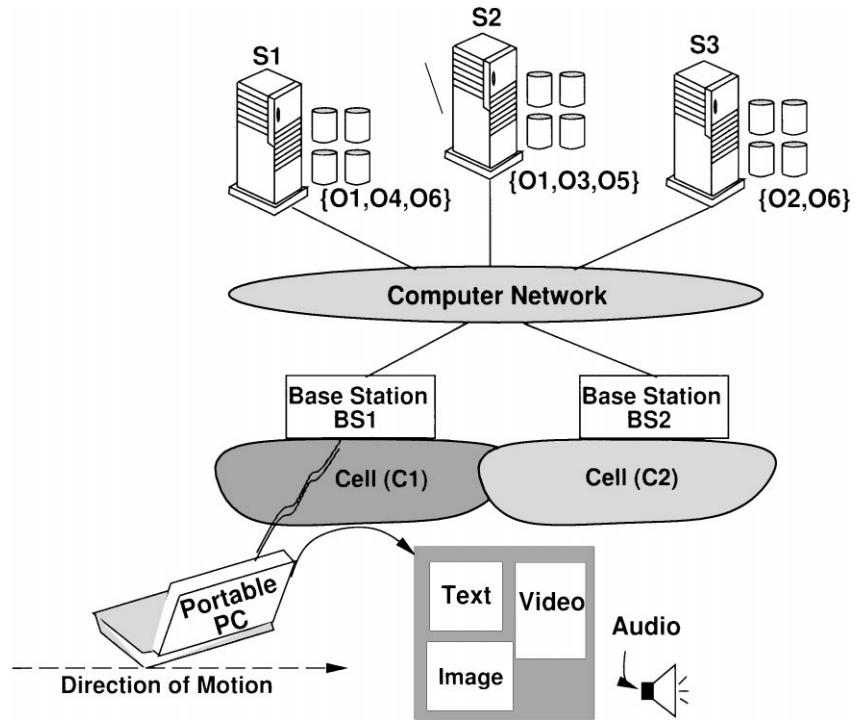 S1
S2
S3
{O1,O4,O6}
{O1,O3,O5}
{O2,O6}
Computer Network
Base Station
BS1
Base Station
BS2
Cell (C1)
Cell (C2)
Portable
PC
Text
Video
Image
Audio
Direction of Motion